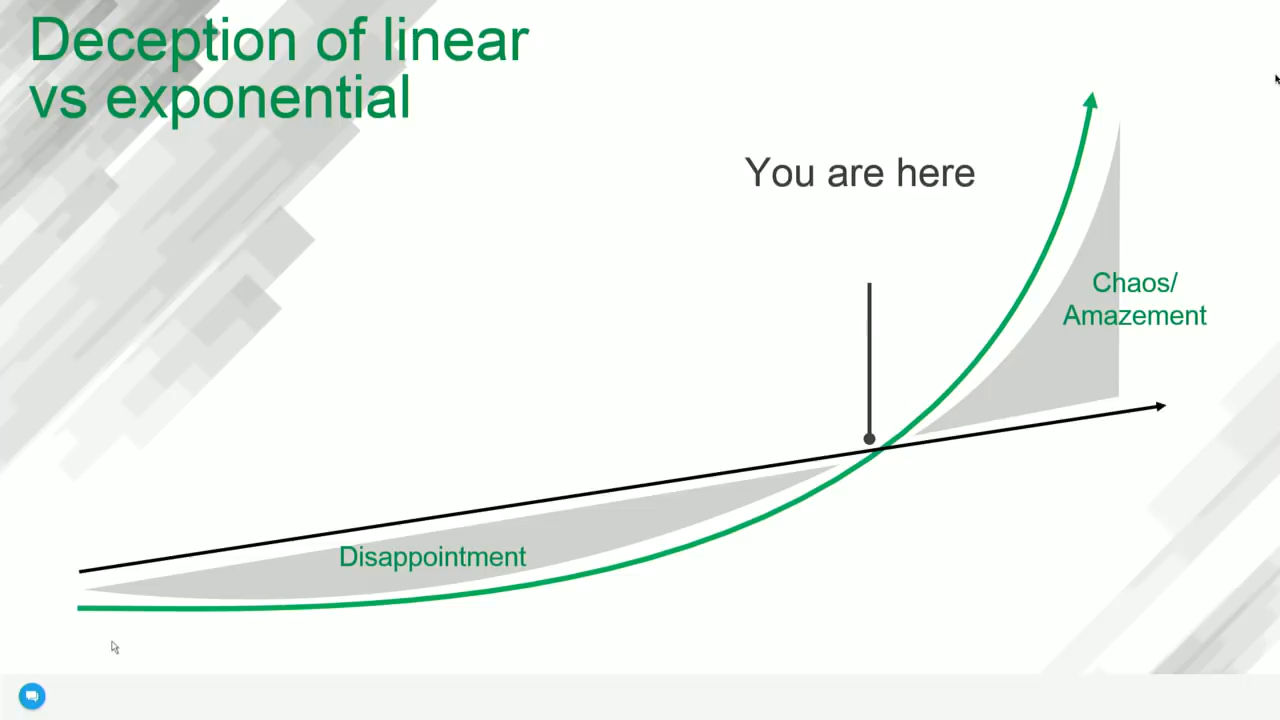 Deception of linear
vs exponential
You are here
Chaos/
Amazement
Disappointment